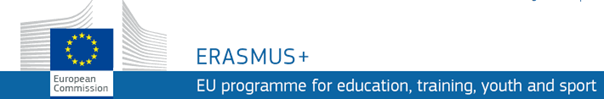 ERASMUS+
European
Commission
EU programme for education, training, youth and sport